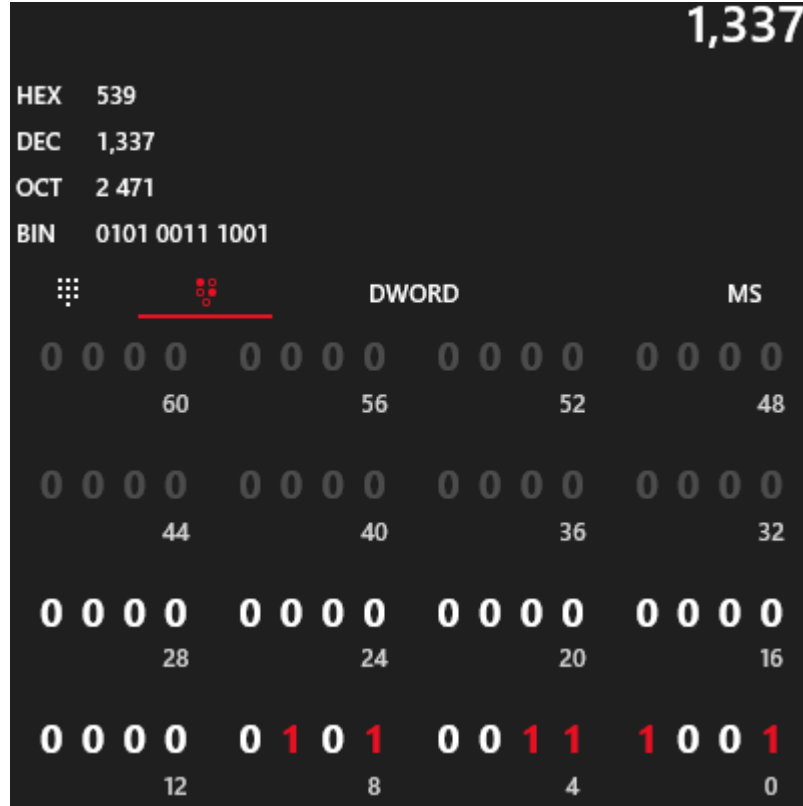 1,337
HEX 539
DEC 1,337
OCT 2 471
BIN 0101 0011 1001
DWORD MS
0 0 0 0 0 0 0 0 0 0 0 0 0 0 0 0
60 56 52 48
0 0 0 0 0 0 0 0 0 0 0 0 0 0 0 0
44 40 36 32
0 0 0 0 0 0 0 0 0 0 0 0 0 0 0 0
28 24 20 16
0 0 0 0 0 1 0 1 0 0 1 1 1 0 0 1
12 8 4 0